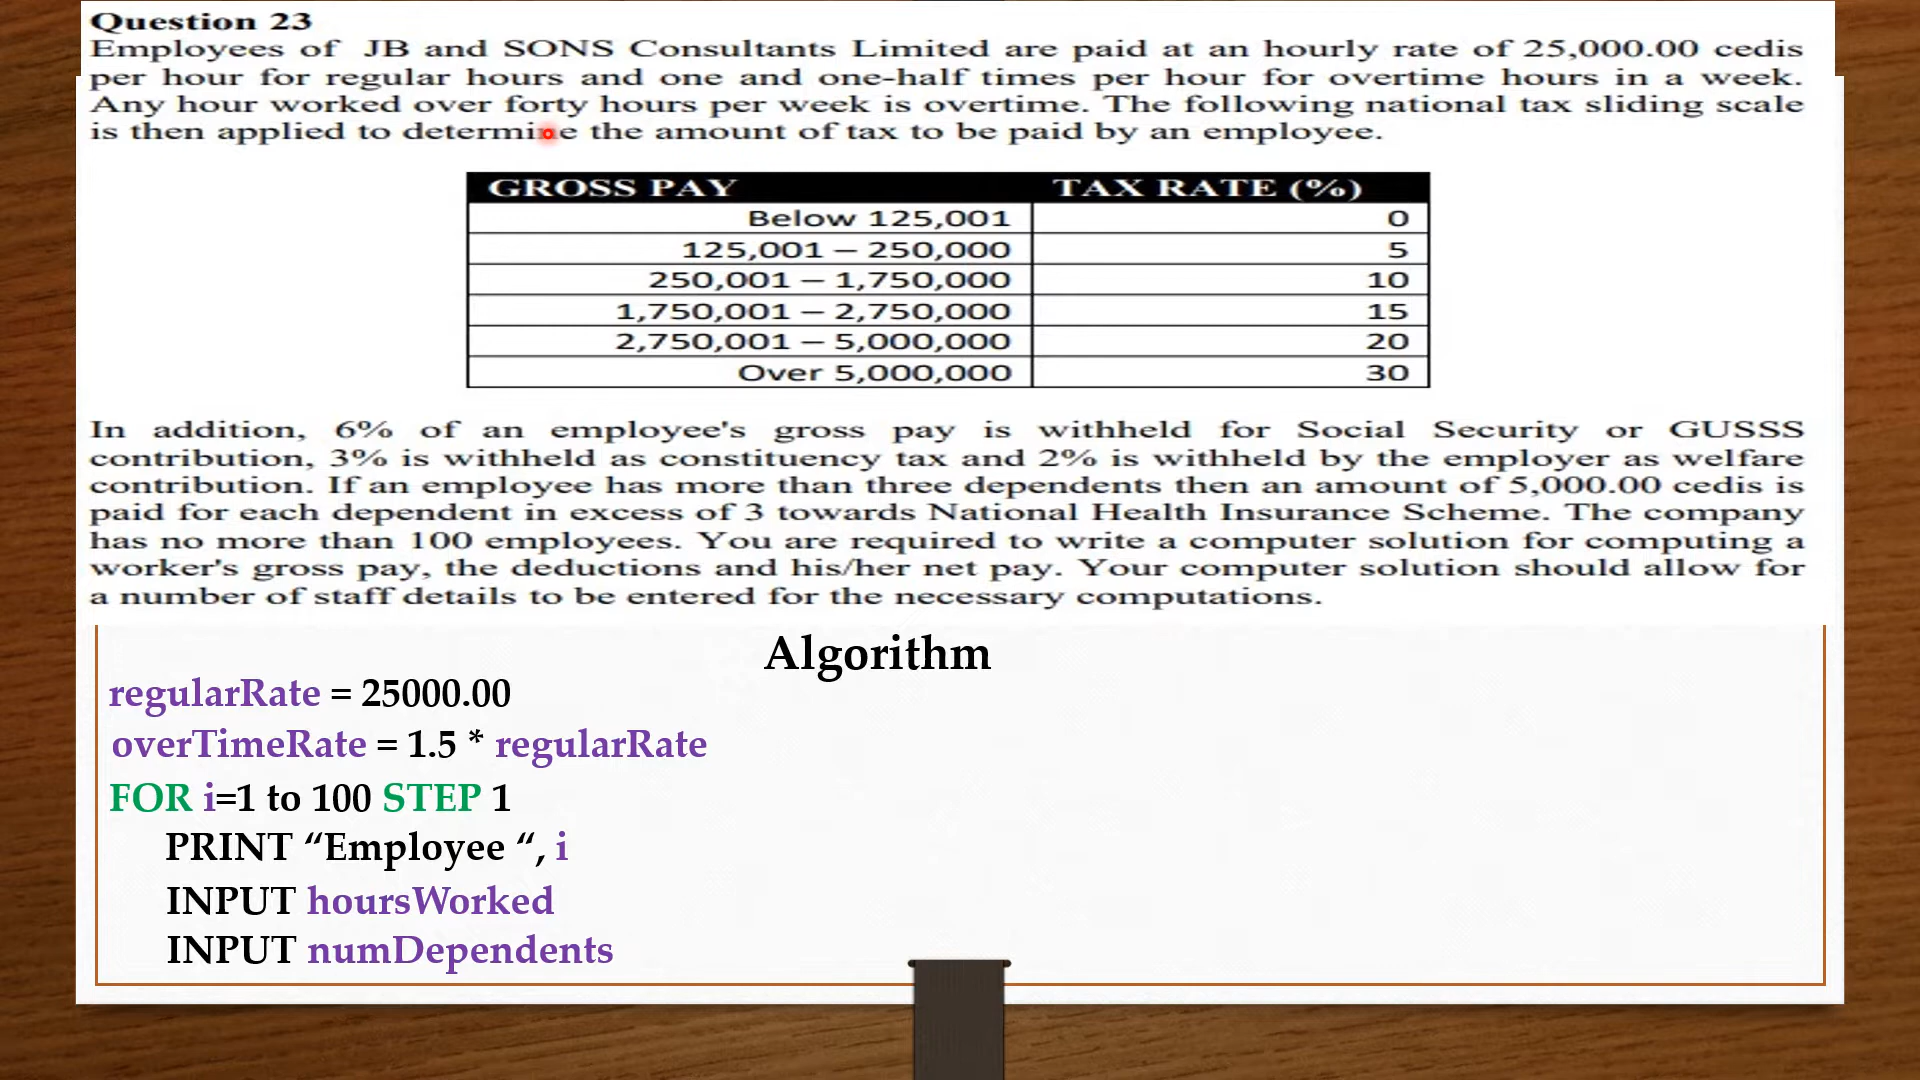 Question 23
Employees of JB and SONS Consultants Limited are paid at an hourly rate of 25,000.00 cedis
per hour for regular hours and one and one-half times per hour for overtime hours in a week.
Any hour worked over forty hours per week is overtime. The following national tax sliding scale
is then applied to determine the amount of tax to be paid by an employee.
GROSS PAY TAX RATE (%)
Below 125,001 0
125,001 – 250,000 5
250,001 – 1,750,000 10
1,750,001 – 2,750,000 15
2,750,001 – 5,000,000 20
Over 5,000,000 30
In addition, 6% of an employee's gross pay is withheld for Social Security or GUSSS
contribution, 3% is withheld as constituency tax and 2% is withheld by the employer as welfare
contribution. If an employee has more than three dependents then an amount of 5,000.00 cedis is
paid for each dependent in excess of 3 towards National Health Insurance Scheme. The company
has no more than 100 employees. You are required to write a computer solution for computing a
worker's gross pay, the deductions and his/her net pay. Your computer solution should allow for
a number of staff details to be entered for the necessary computations.
Algorithm
regularRate = 25000.00
overTimeRate = 1.5 * regularRate
FOR i=1 to 100 STEP 1
PRINT “Employee “, i
INPUT hoursWorked
INPUT numDependents